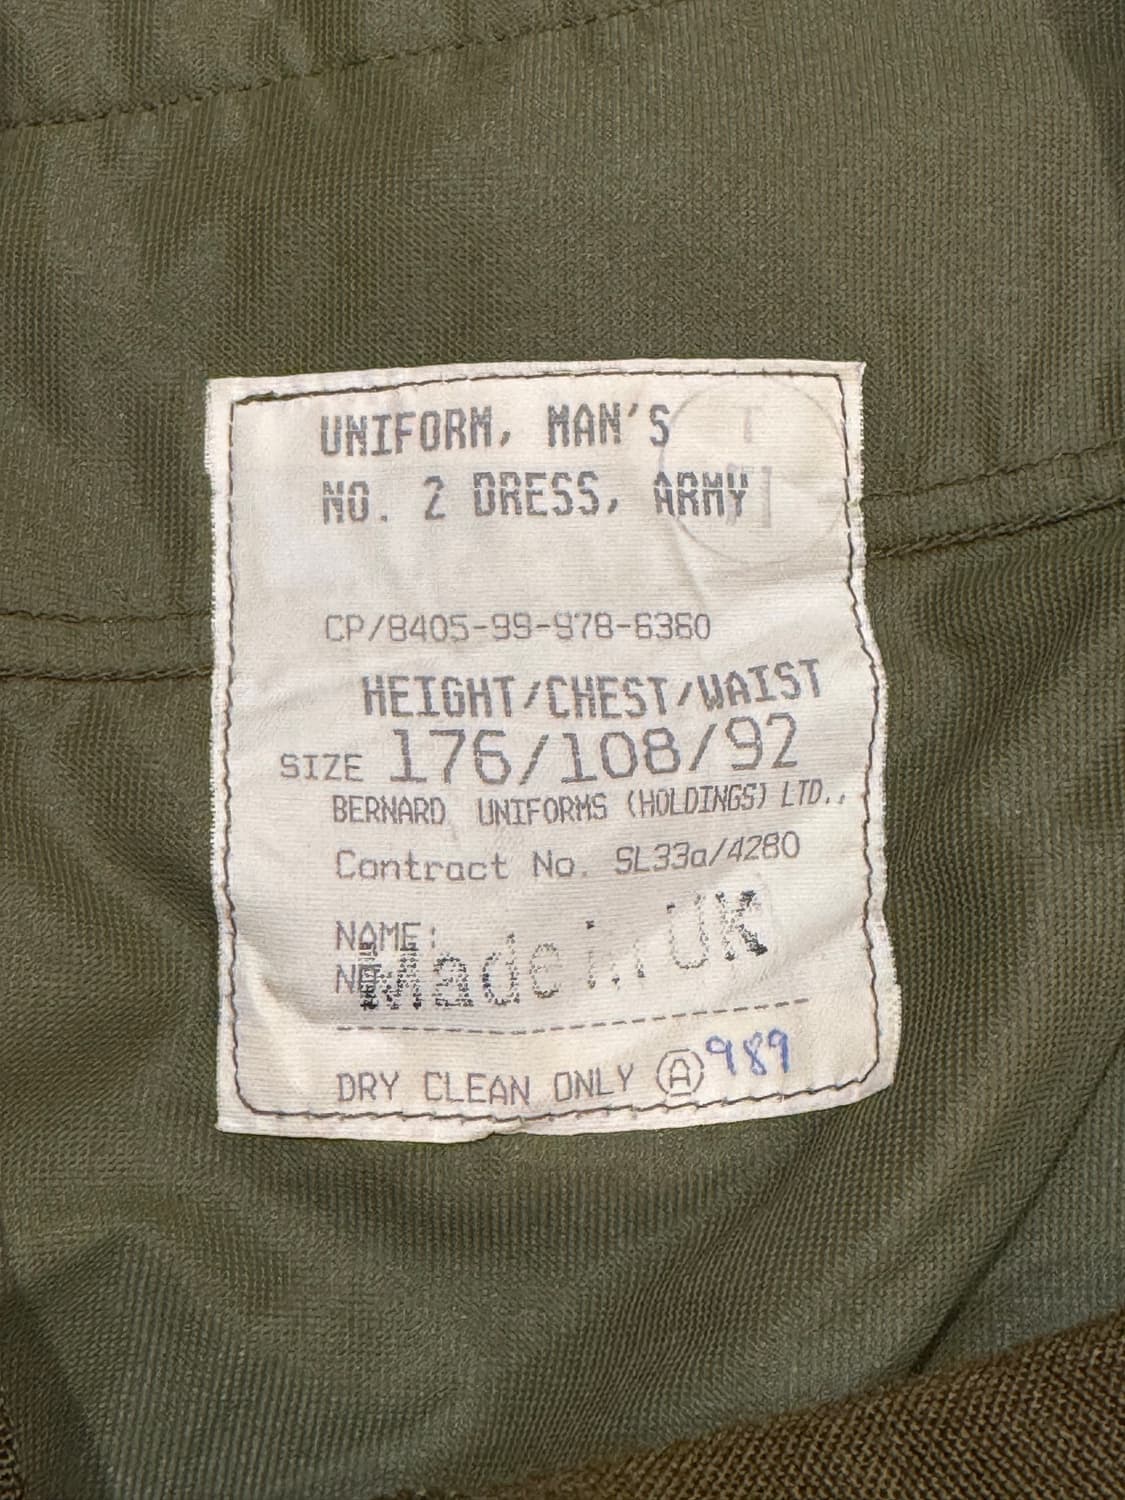 UNIFORM, MAN'S
NO. 2 DRESS, ARMY
CP/8405-99-978-6360
HEIGHT/CHEST/WAIST
SIZE 176/108/92
BERNARD UNIFORMS (HOLDINGS) LTD.,
Contract No. SL33a/4280
NAME:
Made in UK
DRY CLEAN ONLY Ⓐ 989